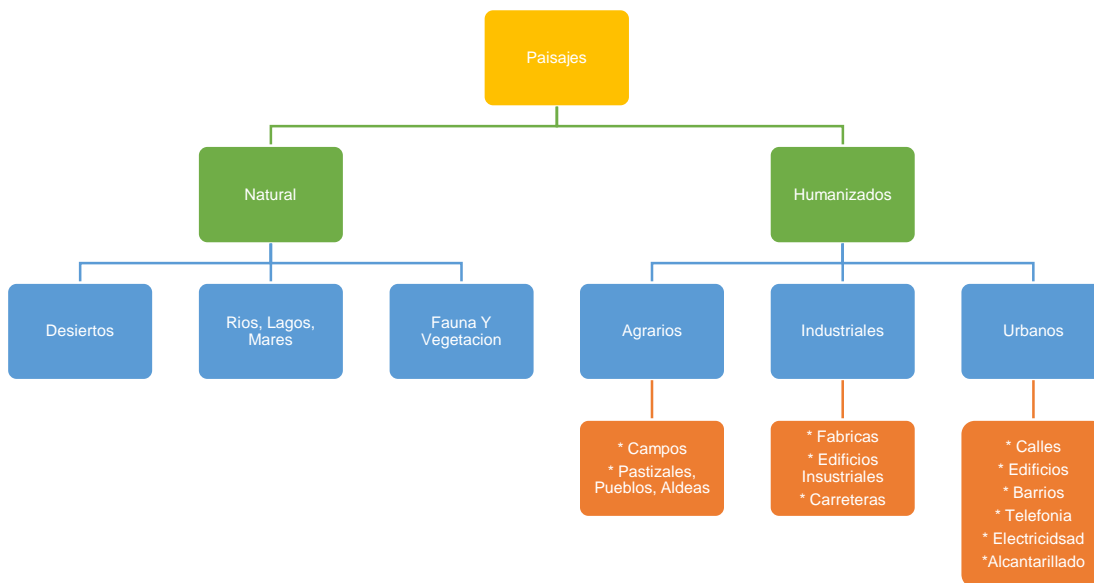 Paisajes
Natural
Humanizados
Desiertos
Rios, Lagos,
Mares
Fauna Y
Vegetacion
Agrarios
Industriales
Urbanos
* Campos
* Pastizales,
Pueblos, Aldeas
* Fabricas
* Edificios
Insustriales
* Carreteras
* Calles
* Edificios
* Barrios
* Telefonia
* Electricidsad
*Alcantarillado